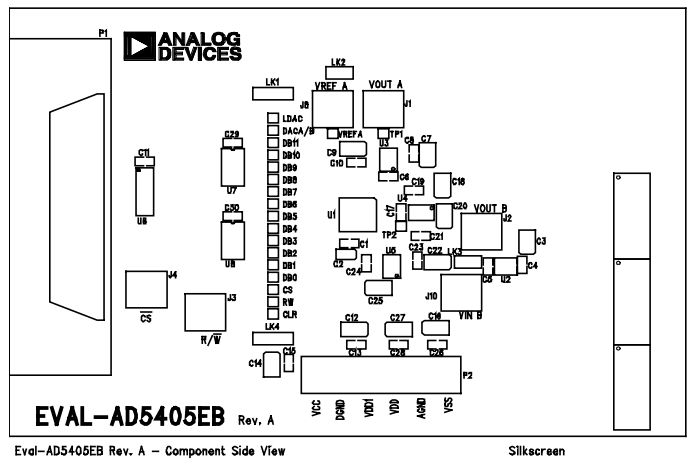 P1
ANALOG
DEVICES
LK2
LK1
VREF A
VOUT A
J8
J1
LDAC
DACA/B
VREFA
TP1
C29
DB11
U3
C8
C7
DB10
C9
C11
DB9
C10
DB8
C6
U7
DB7
C19
C18
DB6
U4
U6
C30
DB5
U1
C17
C20
VOUT B
DB4
J2
TP2
DB3
C21
C3
C1
DB2
C23
LK3
U8
C2
U5
C22
DB1
C24
C4
J4
DB0
C5
U2
CS
C25
J10
J3
RW
CS
CLR
VIN B
C12
C27
C16
R/W
LK4
C15
C13
C28
C26
C14
P2
VCC
DGND
VDD1
VDD
AGND
VSS
EVAL-AD5405EB Rev. A
Eval-AD5405EB Rev. A - Component Side View
Silkscreen